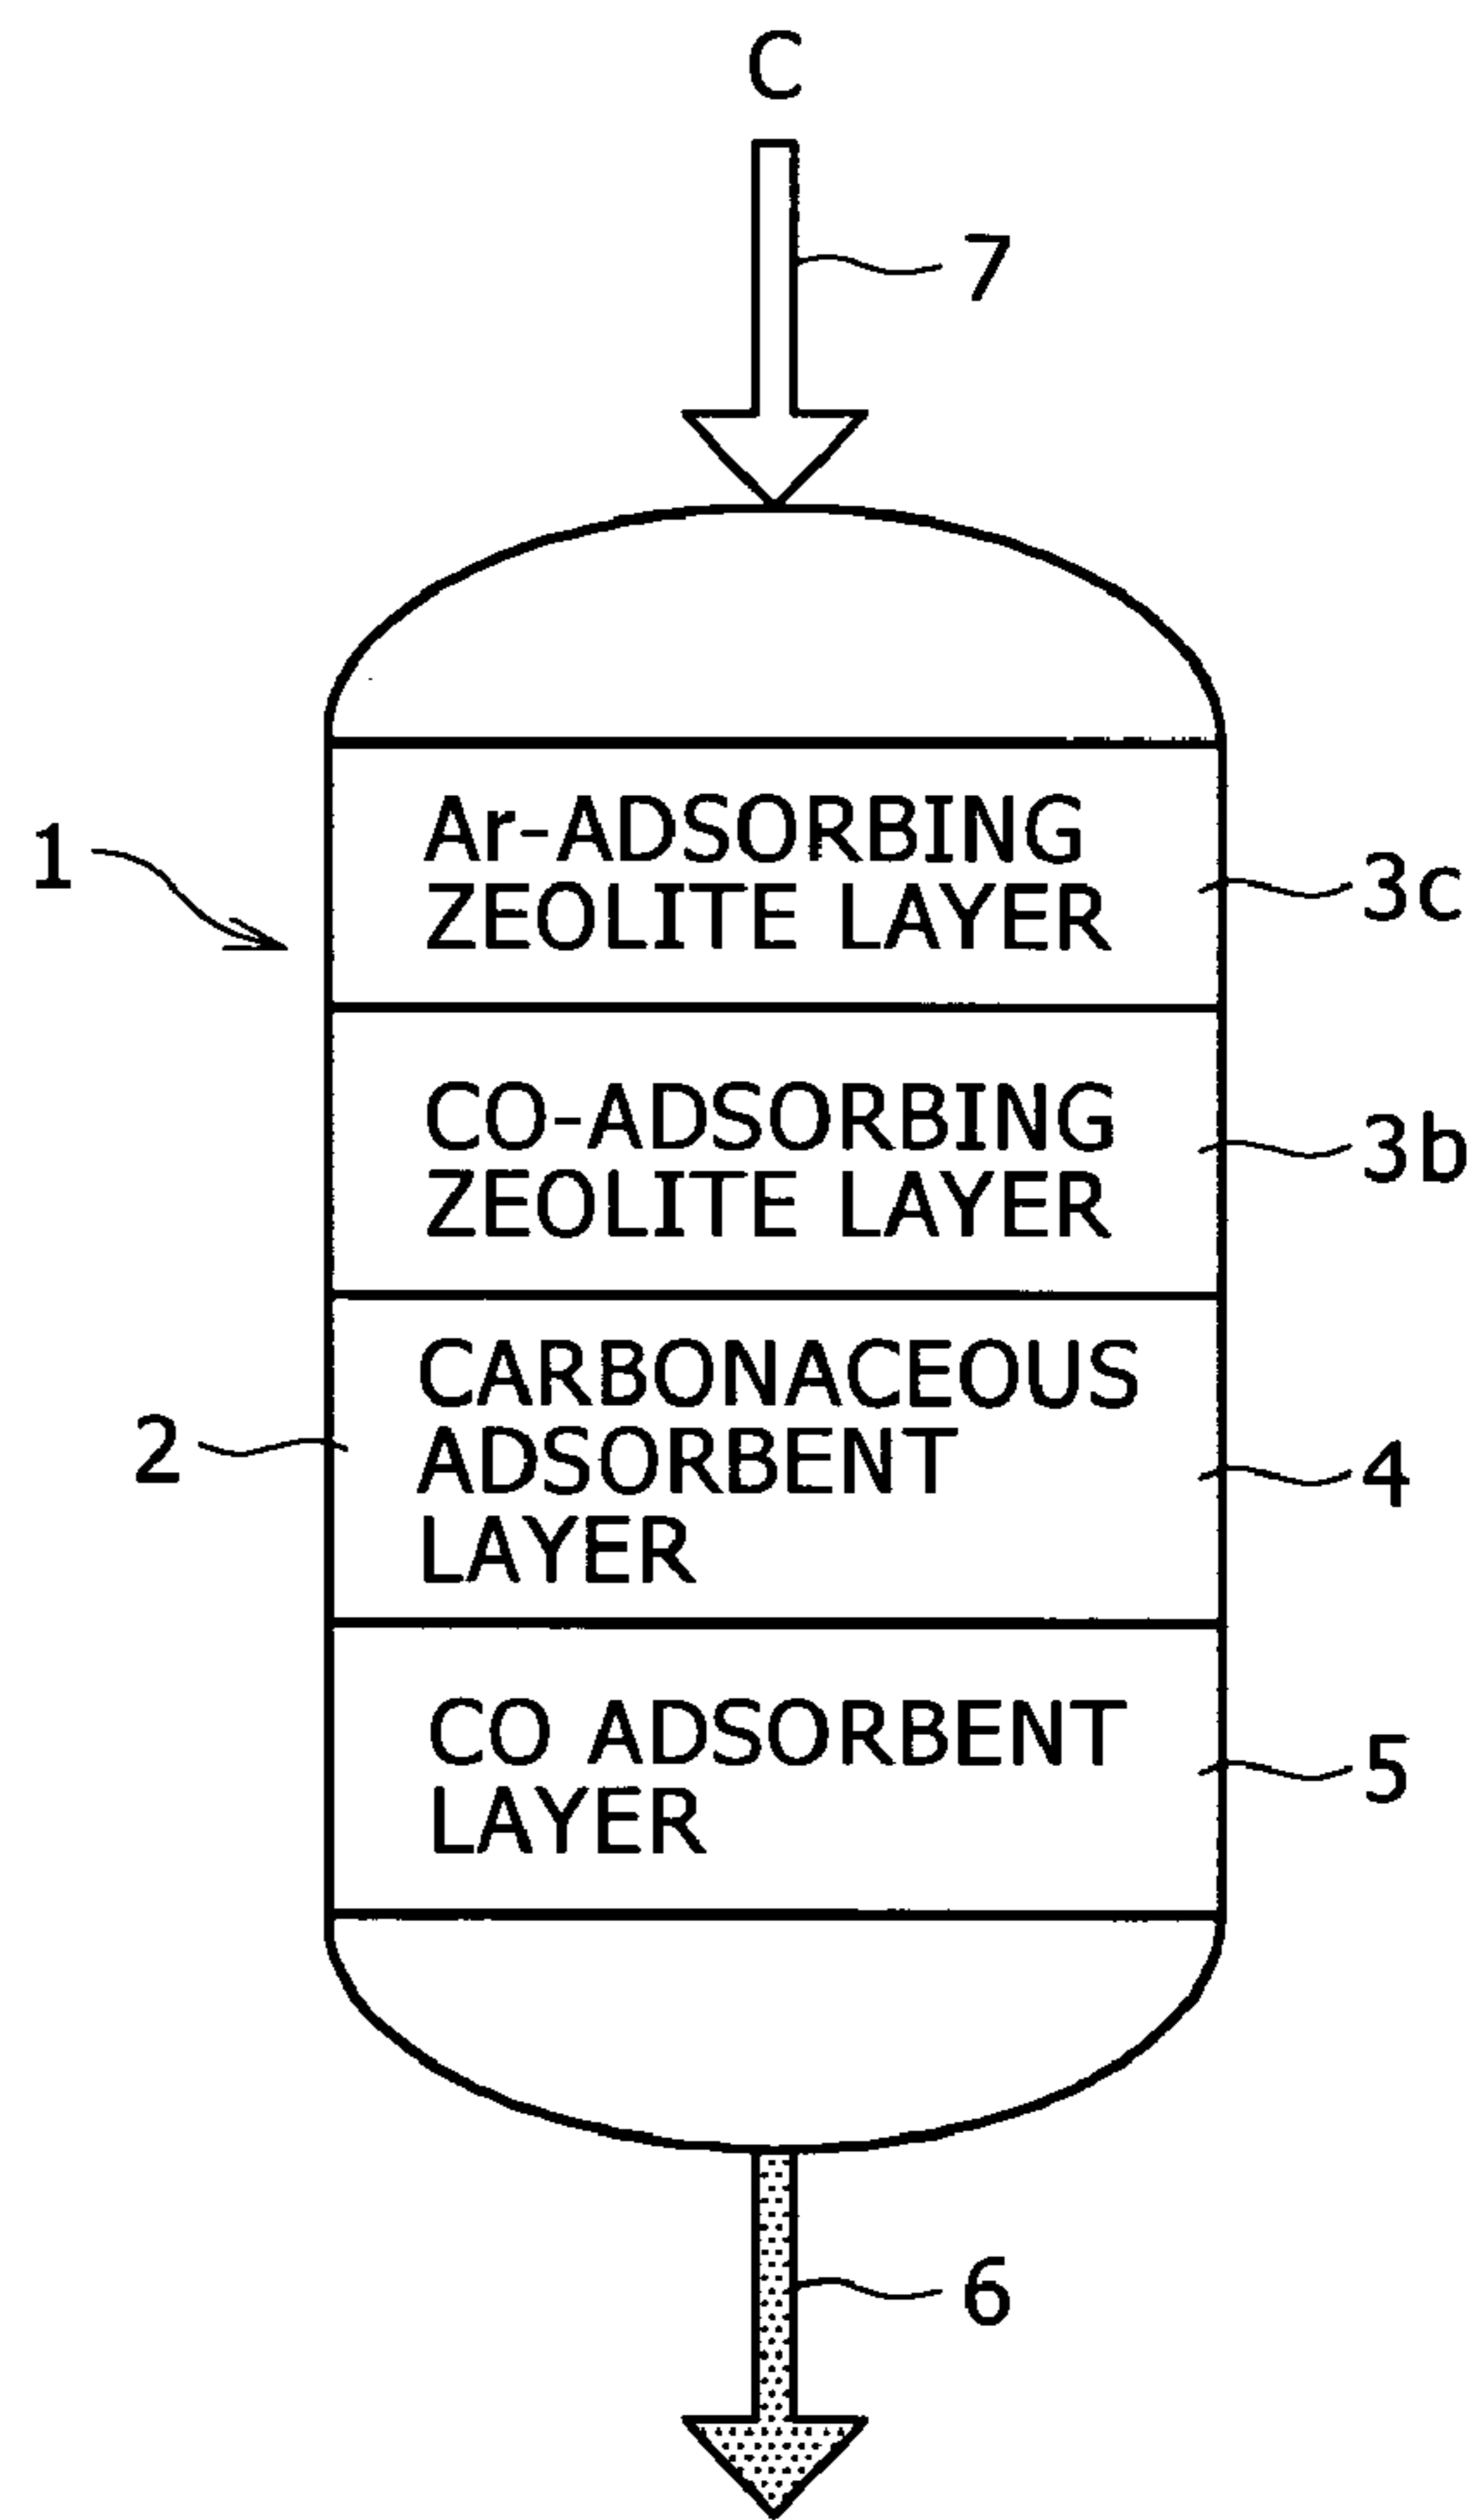 C
7
1
Ar-ADSORBING
ZEOLITE LAYER
3c
CO-ADSORBING
ZEOLITE LAYER
3b
2
CARBONACEOUS
ADSORBENT
LAYER
4
CO ADSORBENT
LAYER
5
6